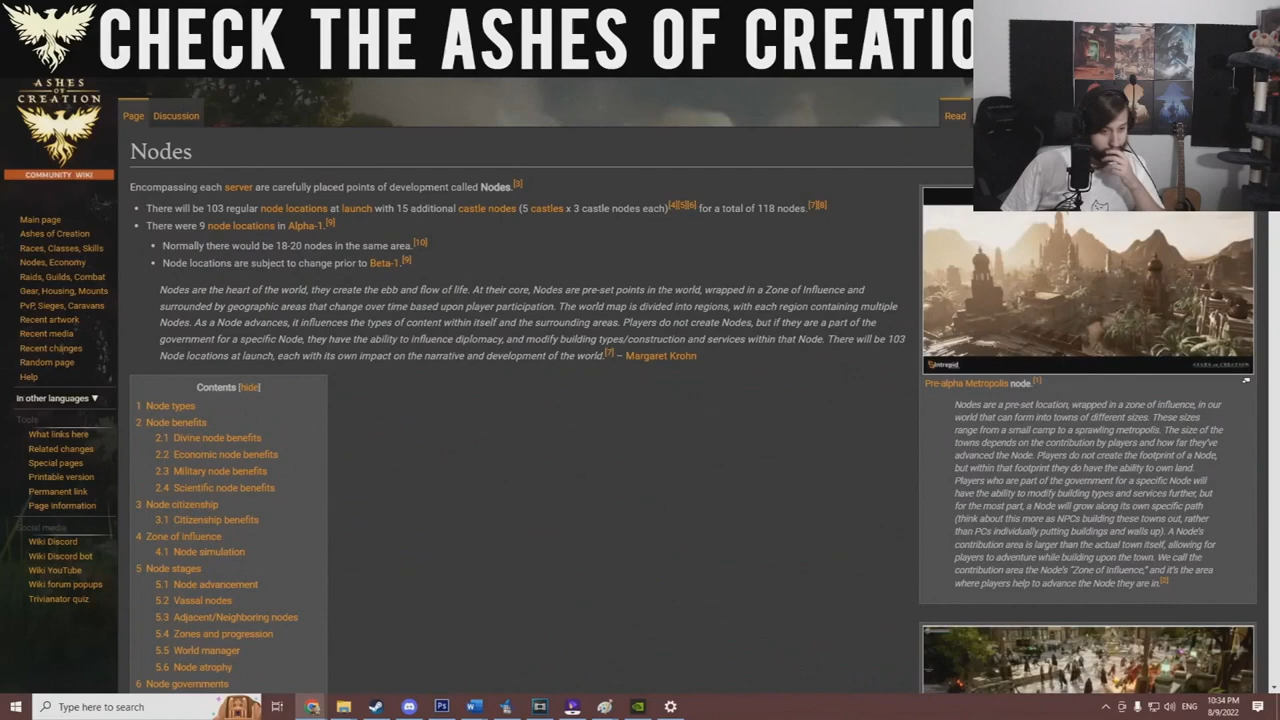 CHECK THE ASHES OF CREATIO
ASHES
OF
CREATION
COMMUNITY WIKI
Page
Discussion
Read
Nodes
Encompassing each server are carefully placed points of development called Nodes.[3]
• There will be 103 regular node locations at launch with 15 additional castle nodes (5 castles x 3 castle nodes each)[4][5][6] for a total of 118 nodes.[7][8]
• There were 9 node locations in Alpha-1.[9]
• Normally there would be 18-20 nodes in the same area.[10]
• Node locations are subject to change prior to Beta-1.[9]
Nodes are the heart of the world, they create the ebb and flow of life. At their core, Nodes are pre-set points in the world, wrapped in a Zone of Influence and
surrounded by geographic areas that change over time based upon player participation. The world map is divided into regions, with each region containing multiple
Nodes. As a Node advances, it influences the types of content within itself and the surrounding areas. Players do not create Nodes, but if they are a part of the
government for a specific Node, they have the ability to influence diplomacy, and modify building types/construction and services within that Node. There will be 103
Node locations at launch, each with its own impact on the narrative and development of the world.[7] – Margaret Krohn
Main page
Ashes of Creation
Races, Classes, Skills
Nodes, Economy
Raids, Guilds, Combat
Gear, Housing, Mounts
PvP, Sieges, Caravans
Recent artwork
Recent media
Recent changes
Random page
Help
In other languages ▼
Tools
What links here
Related changes
Special pages
Printable version
Permanent link
Page information
Social media
Wiki Discord
Wiki Discord bot
Wiki YouTube
Wiki forum popups
Trivianator quiz
Contents [hide]
1 Node types
2 Node benefits
2.1 Divine node benefits
2.2 Economic node benefits
2.3 Military node benefits
2.4 Scientific node benefits
3 Node citizenship
3.1 Citizenship benefits
4 Zone of influence
4.1 Node simulation
5 Node stages
5.1 Node advancement
5.2 Vassal nodes
5.3 Adjacent/Neighboring nodes
5.4 Zones and progression
5.5 World manager
5.6 Node atrophy
6 Node governments
intrepid
ASHES OF CREATION
Pre-alpha Metropolis node.[1]
Nodes are a pre-set location, wrapped in a zone of influence, in our
world that can form into towns of different sizes. These sizes
range from a small camp to a sprawling metropolis. The size of the
towns depends on the contribution by players and how far they've
advanced the Node. Players do not create the footprint of a Node,
but within that footprint they do have the ability to own land.
Players who are part of the government for a specific Node will
have the ability to modify building types and services further, but
for the most part, a Node will grow along its own specific path
(think about this more as NPCs building these towns out, rather
than PCs individually putting buildings and walls up). A Node's
contribution area is larger than the actual town itself, allowing for
players to adventure while building upon the town. We call the
contribution area the Node's "Zone of Influence," and it's the area
where players help to advance the Node they are in.[2]
Type here to search
ENG
10:34 PM
8/9/2022